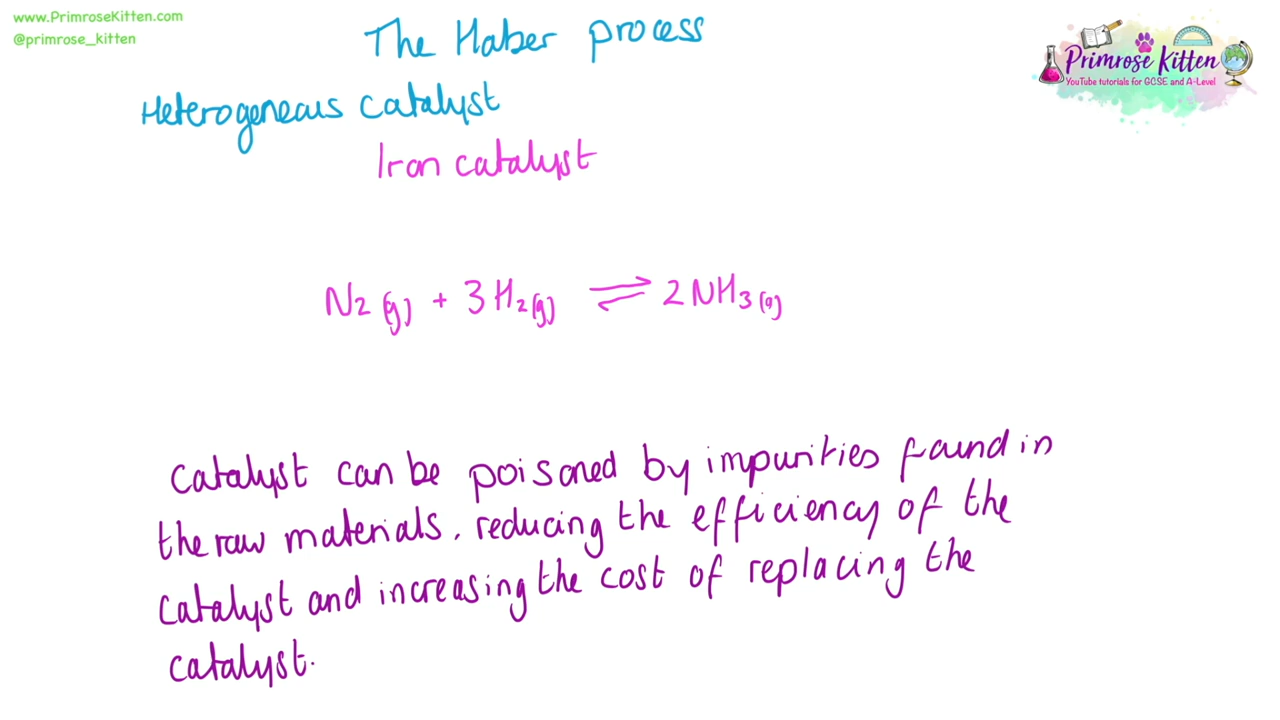 www.PrimroseKitten.com
@primrose_kitten
The Haber process
Primrose Kitten
YouTube tutorials for GCSE and A-Level
Heterogeneous catalyst
Iron catalyst
N2 (g) + 3H2(g) ⇌ 2NH3(g)
Catalyst can be poisoned by impurities found in
the raw materials, reducing the efficiency of the
catalyst and increasing the cost of replacing the
catalyst.